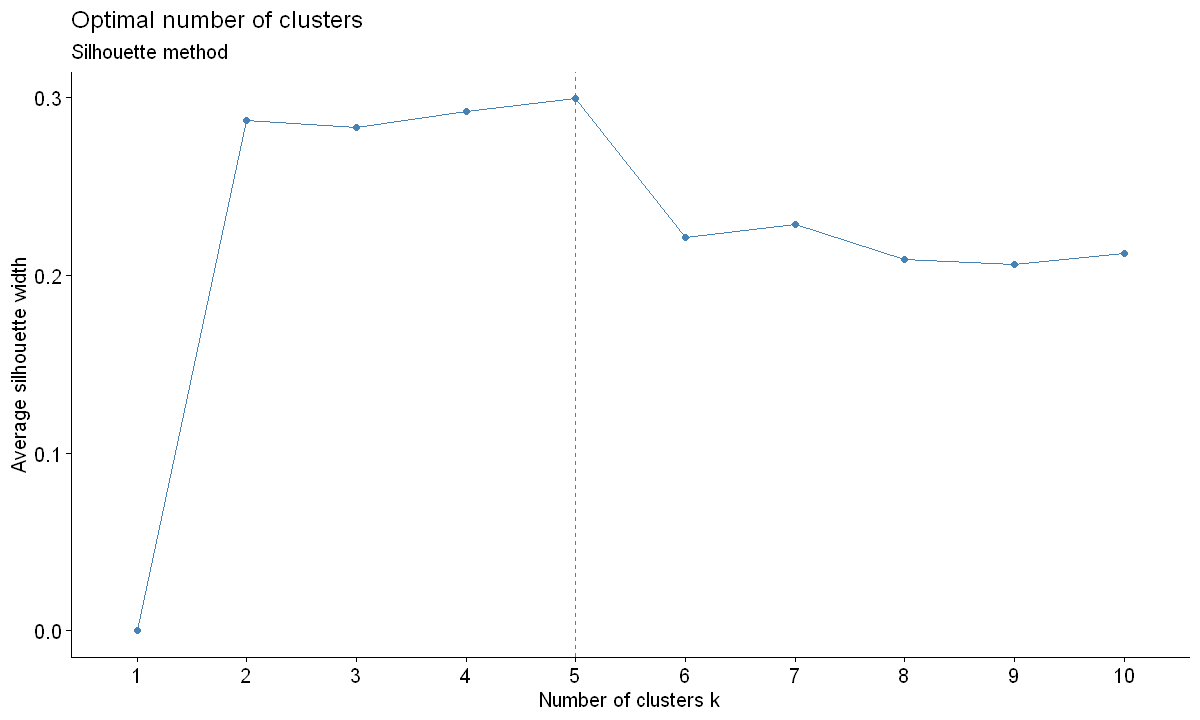 Optimal number of clusters
Silhouette method
Average silhouette width
0.3
0.2
0.1
0.0
1 2 3 4 5 6 7 8 9 10
Number of clusters k